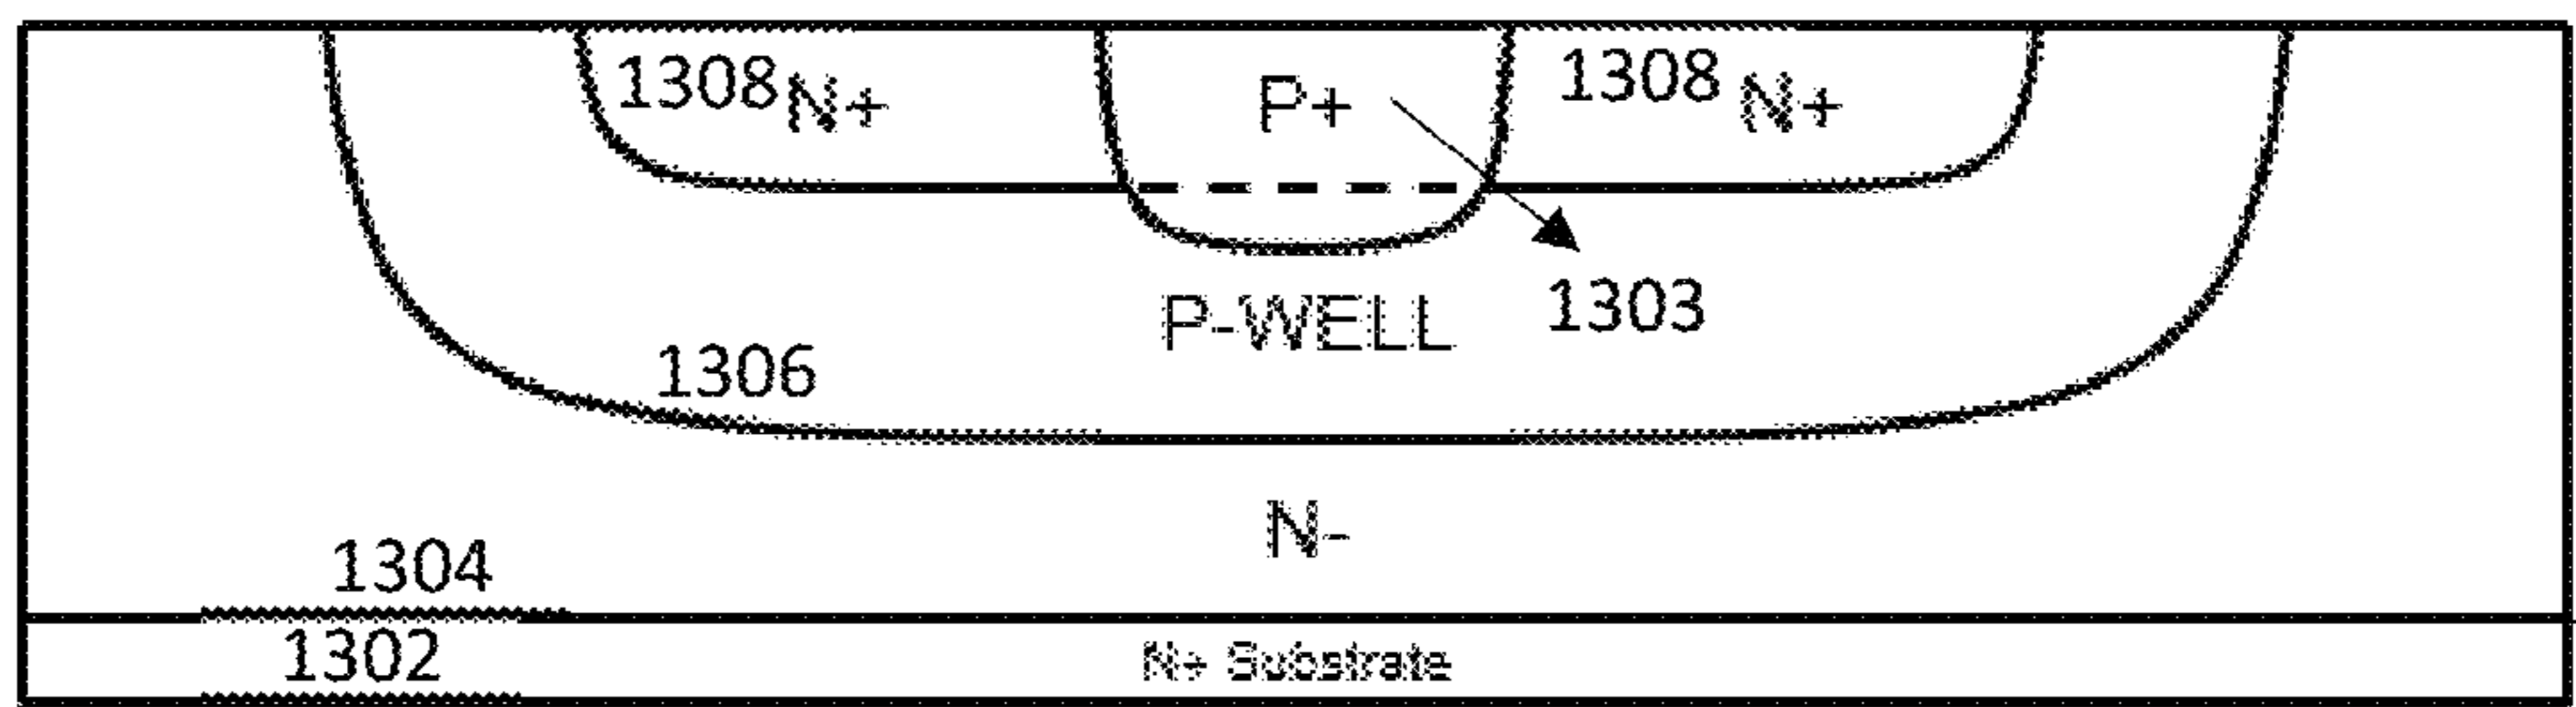 1308 N+ P+ 1308 N+
P-WELL 1303
1306
N-
1304
1302 N+ Substrate